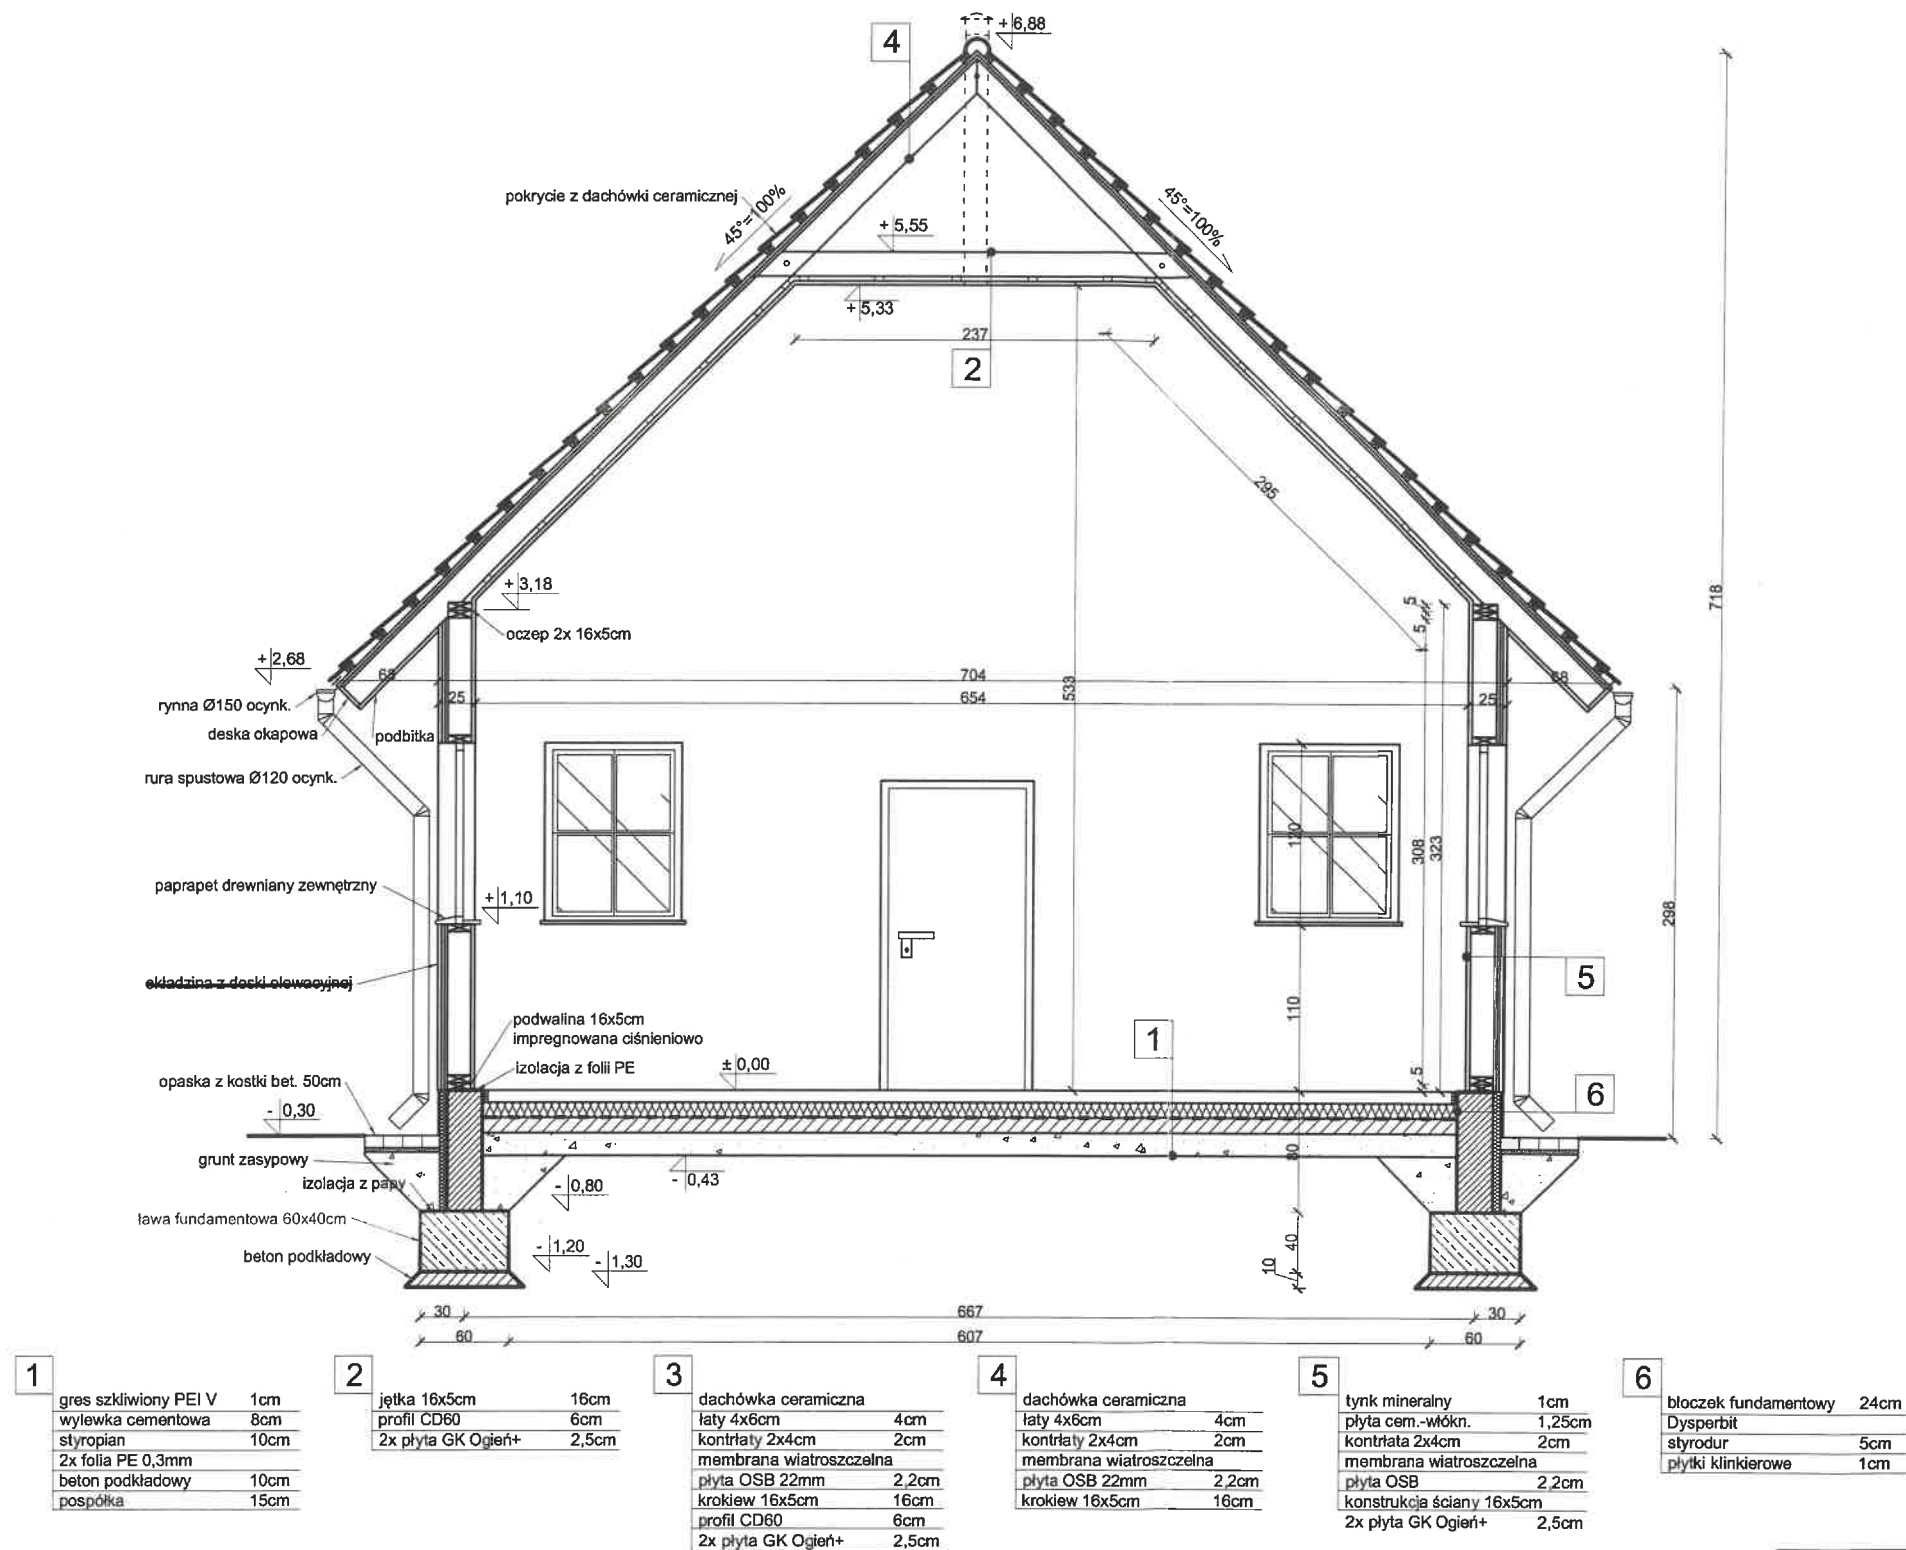 +6,88
4
pokrycie z dachówki ceramicznej
45°=100%
45°=100%
+5,55
+5,33
237
2
295
718
+3,18
oczep 2x 16x5cm
5
5
+2,68
68
704
68
25
654
533
25
rynna Ø150 ocynk.
deska okapowa
podbitka
rura spustowa Ø120 ocynk.
120
308
323
paprapet drewniany zewnętrzny
+1,10
298
okładzina z deski elewacyjnej
5
110
podwalina 16x5cm
impregnowana ciśnieniowo
1
izolacja z folii PE
±0,00
5
opaska z kostki bet. 50cm
6
-0,30
grunt zasypowy
80
izolacja z papy
-0,80
-0,43
ława fundamentowa 60x40cm
beton podkładowy
-1,20
-1,30
40
10
30
667
30
60
607
60
1
gres szkliwiony PEI V 1cm
wylewka cementowa 8cm
styropian 10cm
2x folia PE 0,3mm
beton podkładowy 10cm
pospółka 15cm
2
jętka 16x5cm 16cm
profil CD60 6cm
2x płyta GK Ogień+ 2,5cm
3
dachówka ceramiczna
łaty 4x6cm 4cm
kontrłaty 2x4cm 2cm
membrana wiatroszczelna
płyta OSB 22mm 2,2cm
krokiew 16x5cm 16cm
profil CD60 6cm
2x płyta GK Ogień+ 2,5cm
4
dachówka ceramiczna
łaty 4x6cm 4cm
kontrłaty 2x4cm 2cm
membrana wiatroszczelna
płyta OSB 22mm 2,2cm
krokiew 16x5cm 16cm
5
tynk mineralny 1cm
płyta cem.-włókn. 1,25cm
kontrłata 2x4cm 2cm
membrana wiatroszczelna
płyta OSB 2,2cm
konstrukcja ściany 16x5cm
2x płyta GK Ogień+ 2,5cm
6
bloczek fundamentowy 24cm
Dysperbit
styrodur 5cm
płytki klinkierowe 1cm